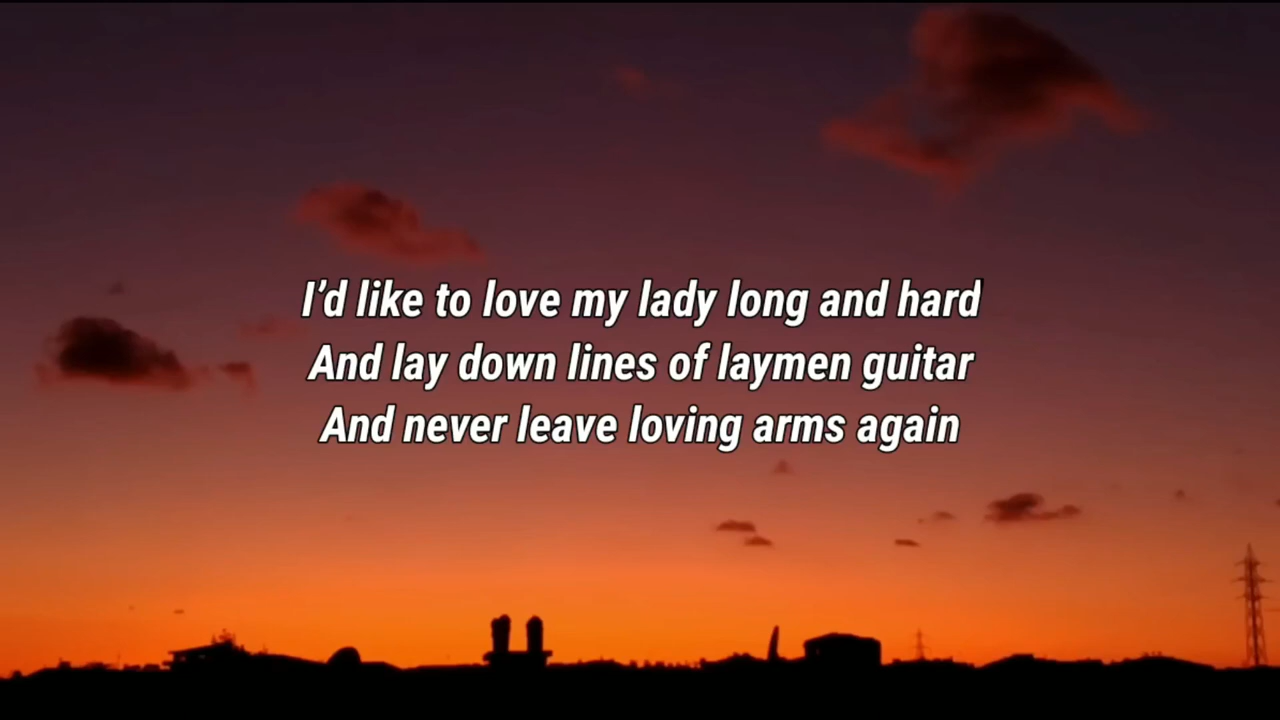 I’d like to love my lady long and hard
And lay down lines of laymen guitar
And never leave loving arms again